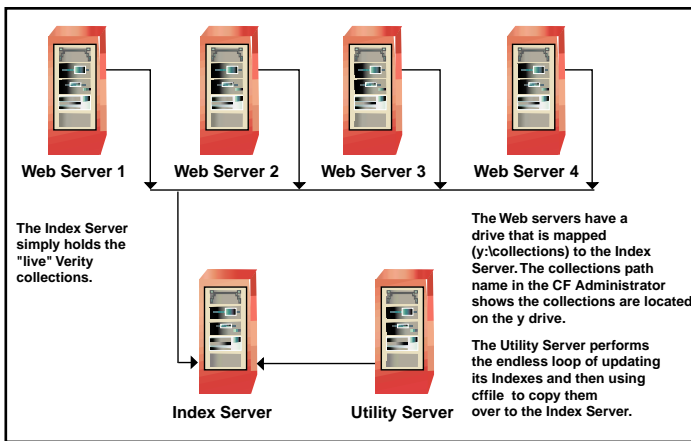 Web Server 1
Web Server 2
Web Server 3
Web Server 4
The Index Server
simply holds the
"live" Verity
collections.
The Web servers have a
drive that is mapped
(y:\collections) to the Index
Server. The collections path
name in the CF Administrator
shows the collections are located
on the y drive.
The Utility Server performs
the endless loop of updating
its Indexes and then using
cffile to copy them
over to the Index Server.
Index Server
Utility Server